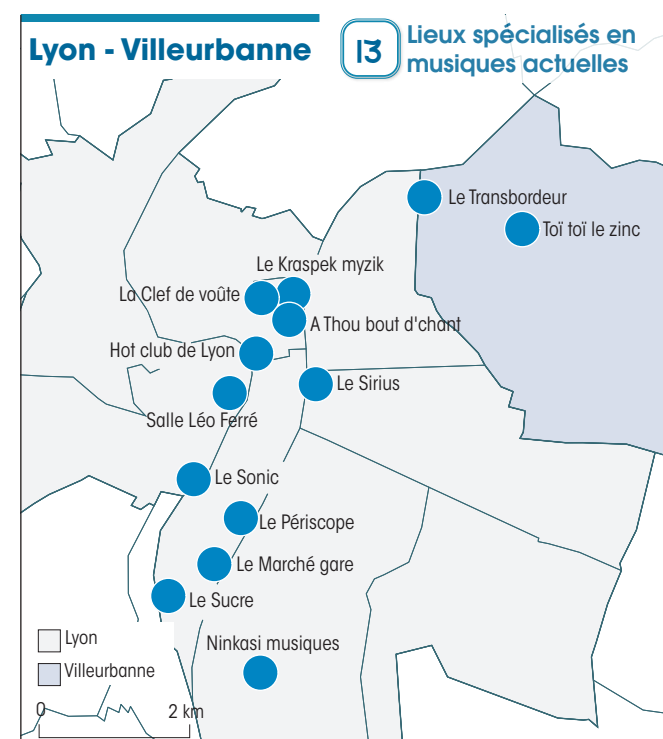 Lyon - Villeurbanne
13
Lieux spécialisés en
musiques actuelles
Le Transbordeur
Toï toï le zinc
Le Kraspek myzik
La Clef de voûte
A Thou bout d'chant
Hot club de Lyon
Le Sirius
Salle Léo Ferré
Le Sonic
Le Périscope
Le Marché gare
Le Sucre
Ninkasi musiques
Lyon
Villeurbanne
0 2 km